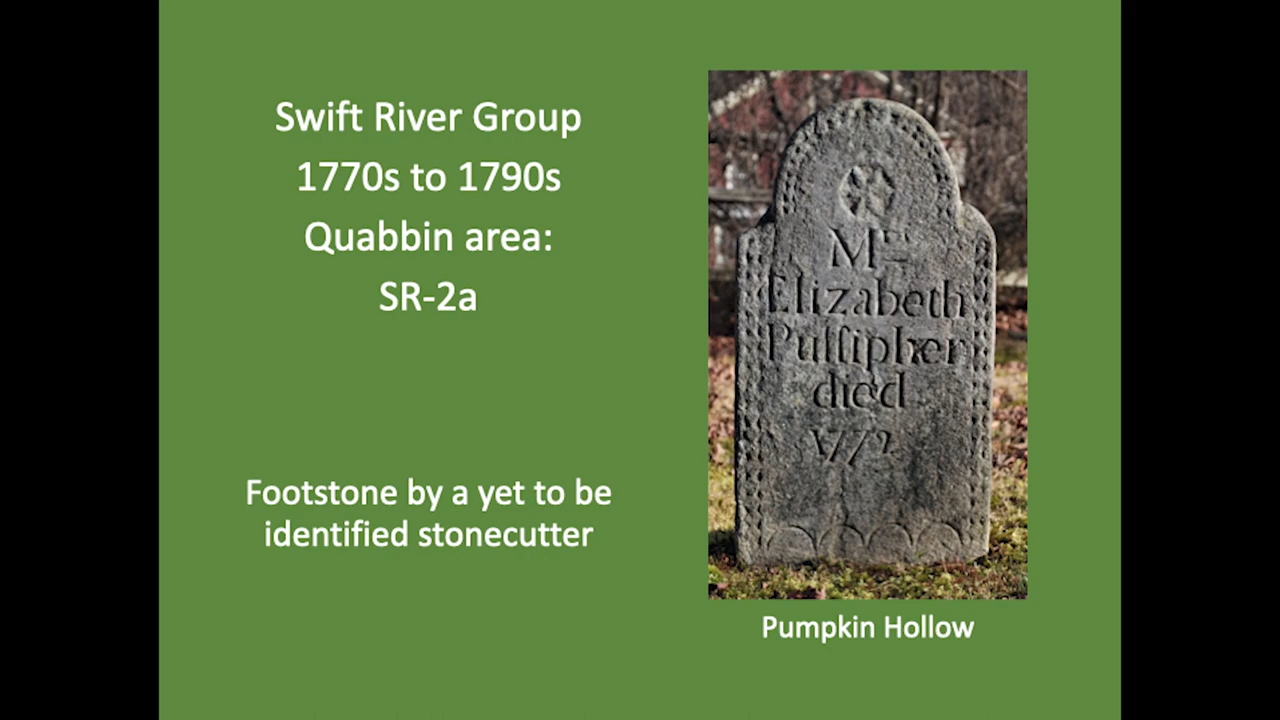 Swift River Group
1770s to 1790s
Quabbin area:
SR-2a
Footstone by a yet to be
identified stonecutter
Mrs
Elizabeth
Pulſipher
died
1772
Pumpkin Hollow